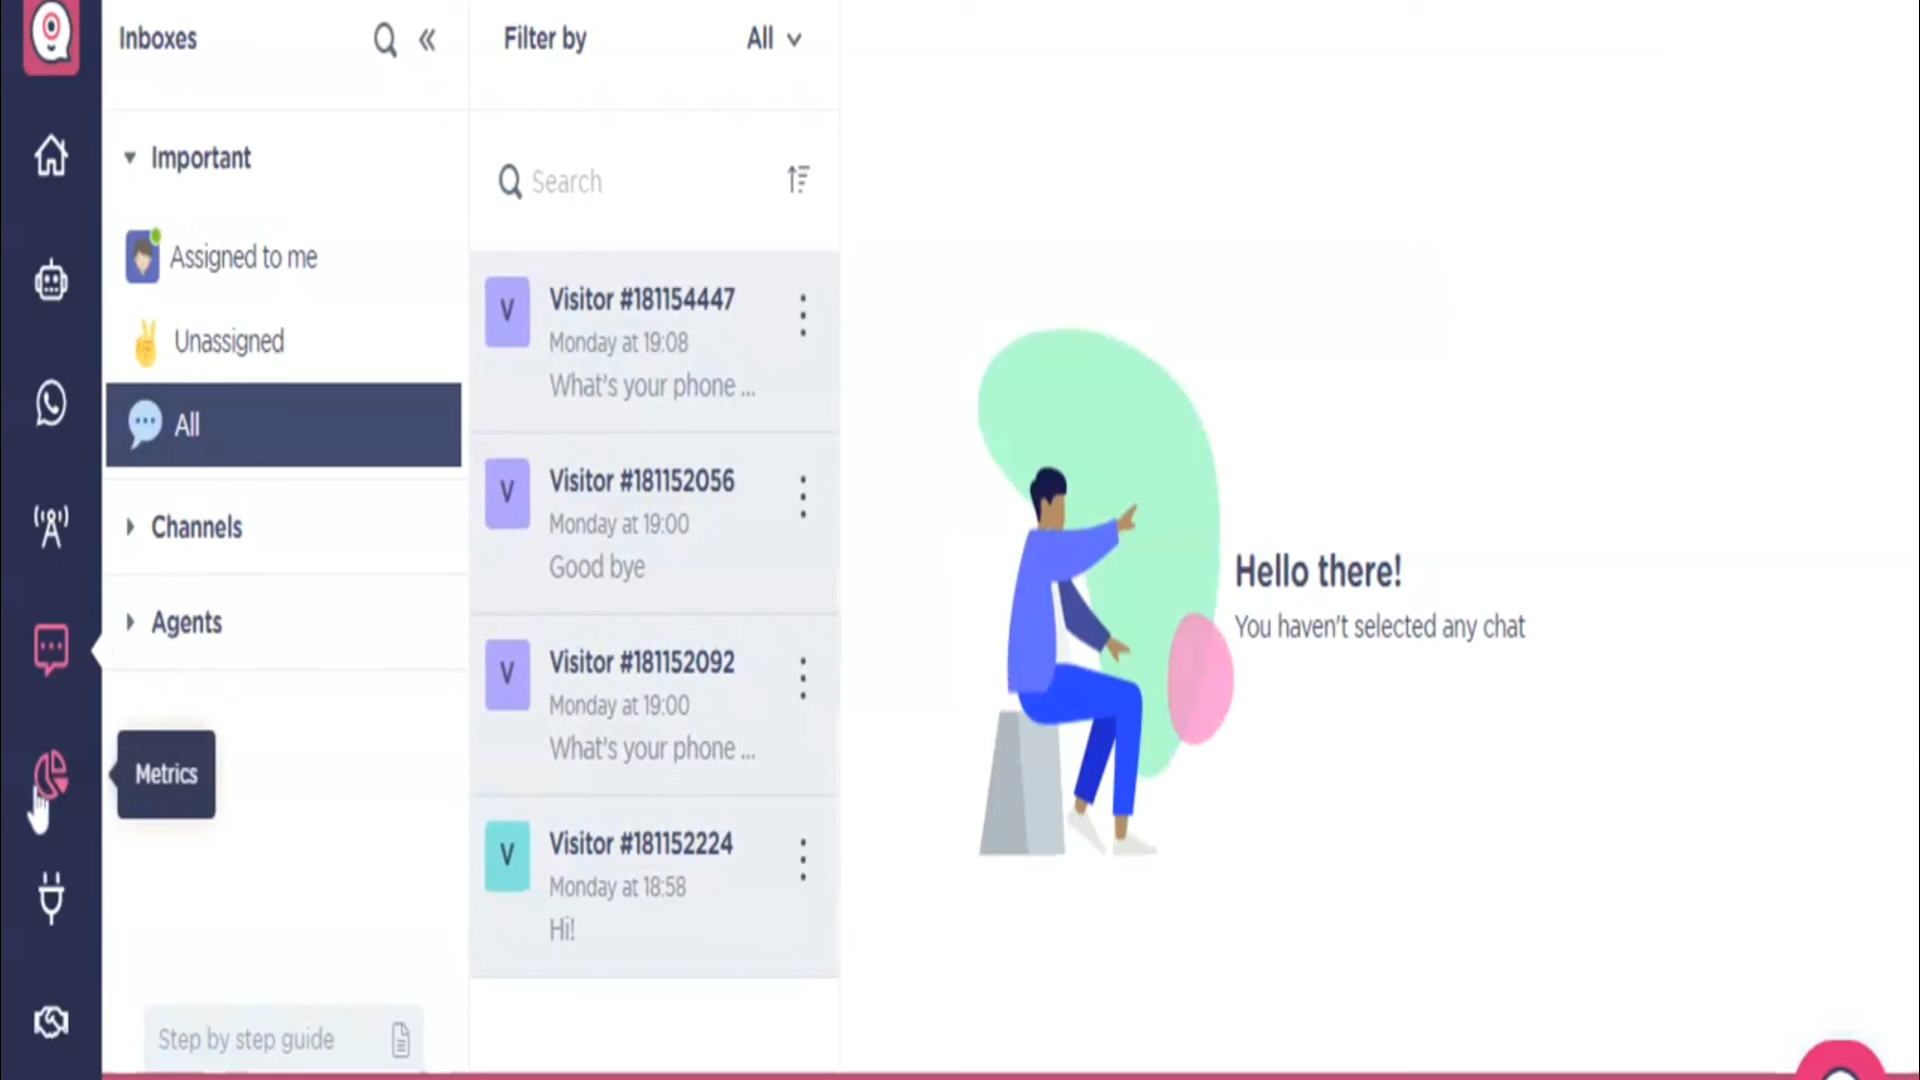 Inboxes
Important
Assigned to me
Unassigned
All
Channels
Agents
Metrics
Step by step guide
Filter by All
Search
V Visitor #181154447
Monday at 19:08
What's your phone ...
V Visitor #181152056
Monday at 19:00
Good bye
V Visitor #181152092
Monday at 19:00
What's your phone ...
V Visitor #181152224
Monday at 18:58
Hi!
Hello there!
You haven't selected any chat